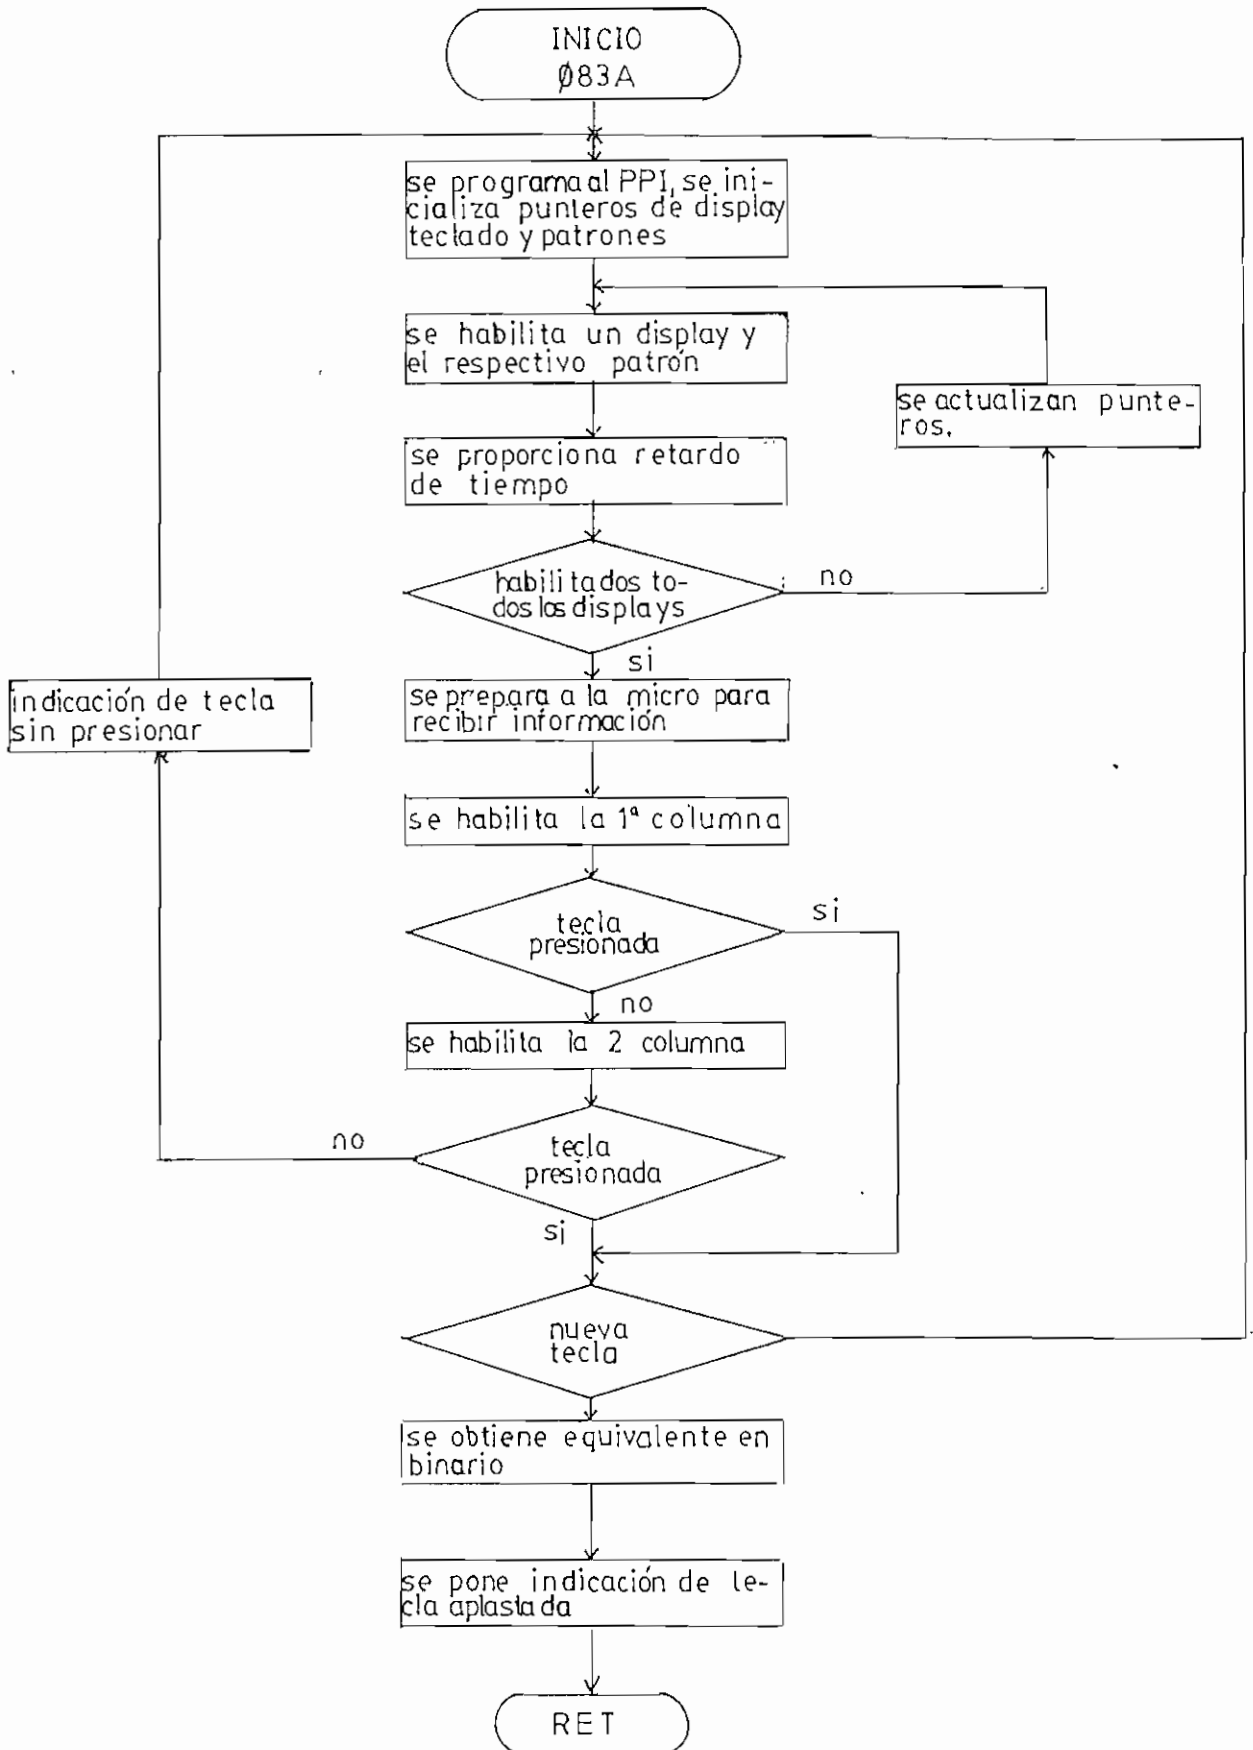 INICIO
Ø83A
se programa al PPI, se ini-
cializa punteros de display
teclado y patrones
se habilita un display y
el respectivo patrón
se actualizan punte-
ros.
se proporciona retardo
de tiempo
habilitados to-
dos los displays
no
si
indicación de tecla
sin presionar
se prepara a la micro para
recibir información
se habilita la 1ª columna
tecla
presionada
si
no
se habilita la 2 columna
tecla
presionada
no
si
nueva
tecla
se obtiene equivalente en
binario
se pone indicación de te-
cla aplastada
RET